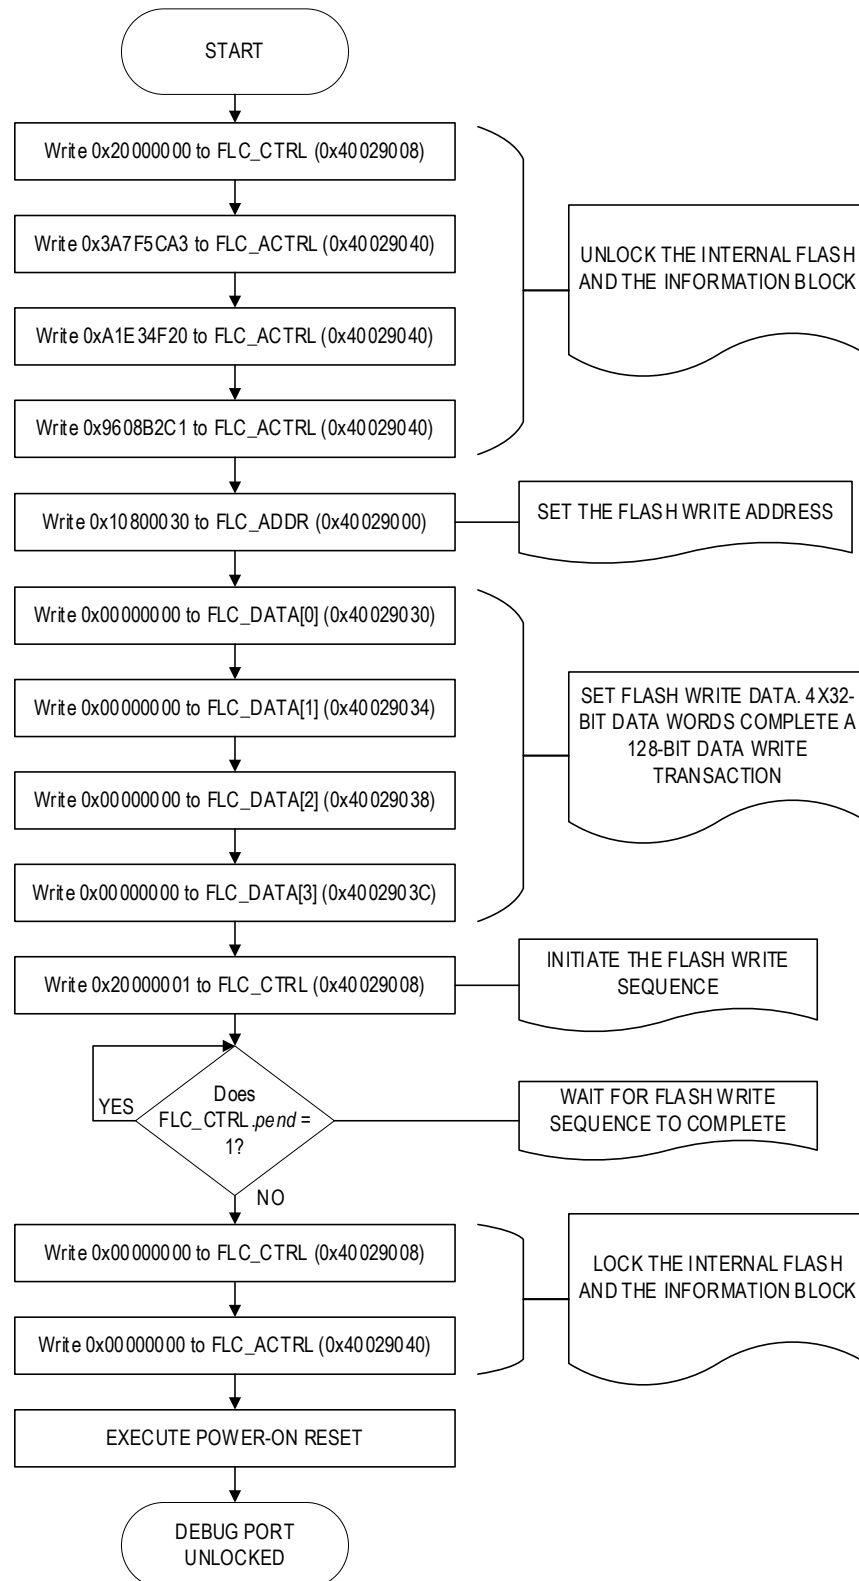 START
Write 0x20000000 to FLC_CTRL (0x40029008)
Write 0x3A7F5CA3 to FLC_ACTRL (0x40029040)
UNLOCK THE INTERNAL FLASH
AND THE INFORMATION BLOCK
Write 0xA1E34F20 to FLC_ACTRL (0x40029040)
Write 0x9608B2C1 to FLC_ACTRL (0x40029040)
Write 0x10800030 to FLC_ADDR (0x40029000)
SET THE FLASH WRITE ADDRESS
Write 0x00000000 to FLC_DATA[0] (0x40029030)
Write 0x00000000 to FLC_DATA[1] (0x40029034)
SET FLASH WRITE DATA. 4X32-
BIT DATA WORDS COMPLETE A
128-BIT DATA WRITE
TRANSACTION
Write 0x00000000 to FLC_DATA[2] (0x40029038)
Write 0x00000000 to FLC_DATA[3] (0x4002903C)
Write 0x20000001 to FLC_CTRL (0x40029008)
INITIATE THE FLASH WRITE
SEQUENCE
Does
FLC_CTRL.pend =
1?
YES
WAIT FOR FLASH WRITE
SEQUENCE TO COMPLETE
NO
Write 0x00000000 to FLC_CTRL (0x40029008)
LOCK THE INTERNAL FLASH
AND THE INFORMATION BLOCK
Write 0x00000000 to FLC_ACTRL (0x40029040)
EXECUTE POWER-ON RESET
DEBUG PORT
UNLOCKED